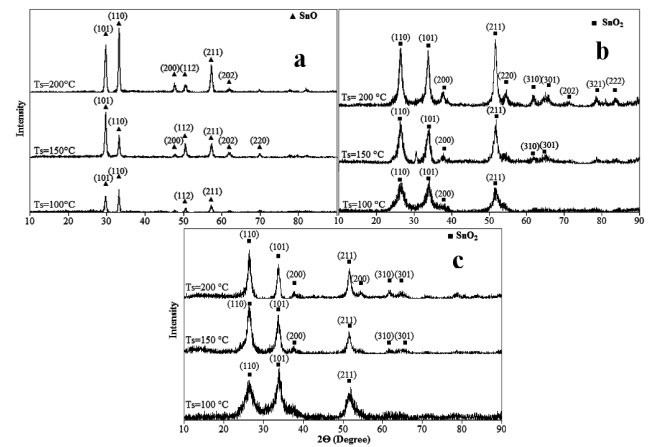 ▲ SnO
a
(101) (110) (200) (112) (211) (202)
Ts=200°C
(101) (110) (200) (112) (211) (202) (220)
Ts=150°C
(101) (110) (112) (211)
Ts=100°C
10 20 30 40 50 60 70 80 90
Intensity
■ SnO2
b
(110) (101) (200) (211) (220) (310) (301) (202) (321) (222)
Ts= 200 °C
(110) (101) (200) (211) (310) (301)
Ts=150 °C
(110) (101) (200) (211)
Ts=100 °C
10 20 30 40 50 60 70 80 90
■ SnO2
c
(110) (101) (200) (211) (200) (310) (301)
Ts=200 °C
(110) (101) (200) (211) (310) (301)
Ts=150 °C
(110) (101) (211)
Ts=100 °C
10 20 30 40 50 60 70 80 90
Intensity
2Θ (Degree)